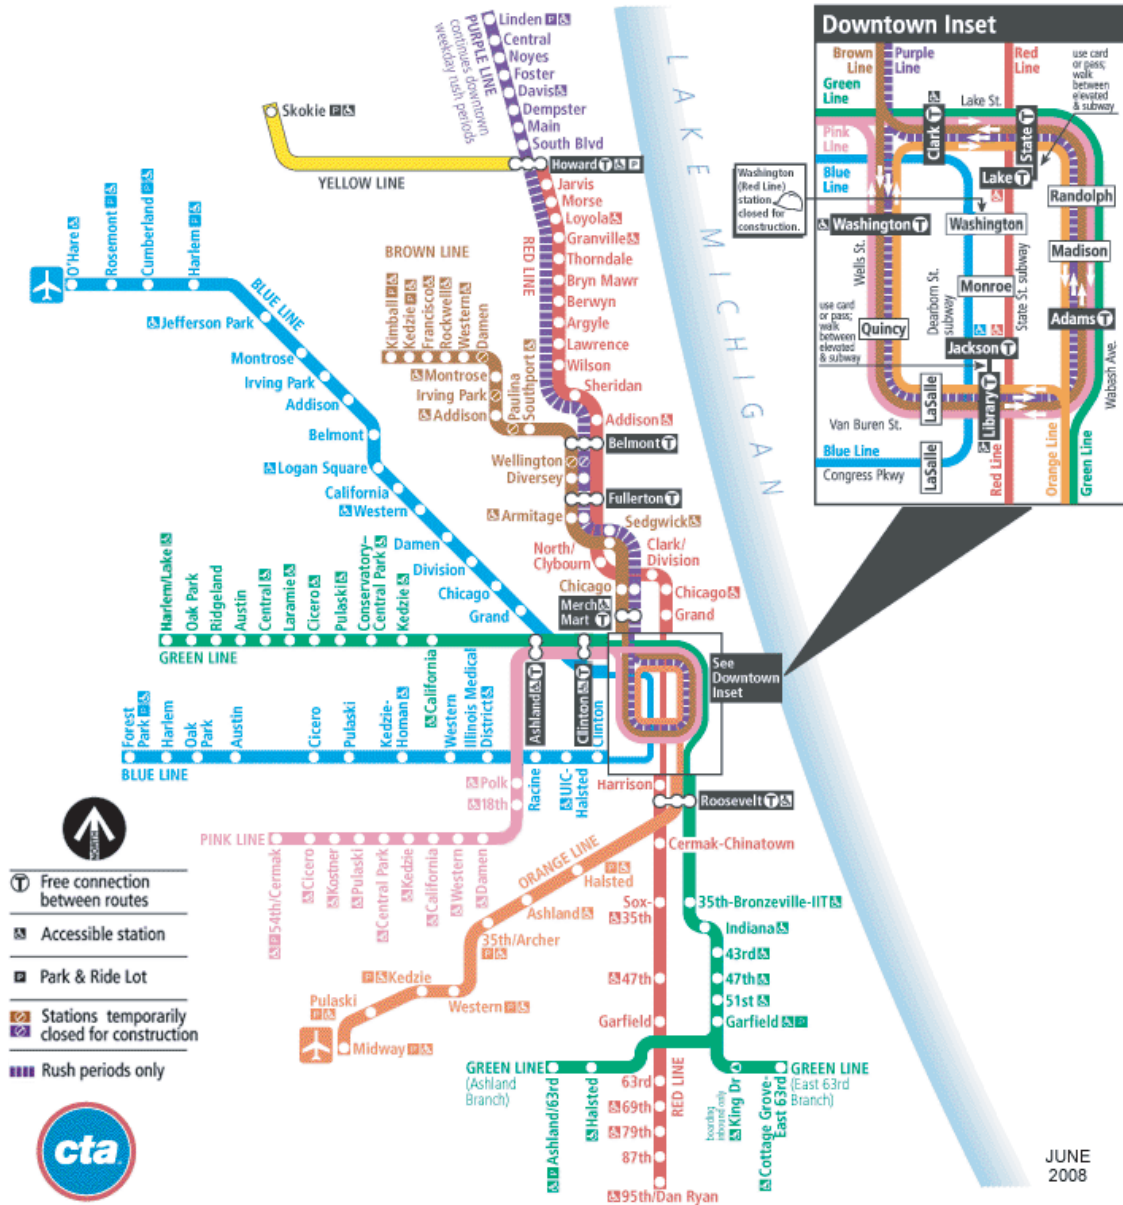 Linden P
Central
Noyes
Foster
Davis
Dempster
Main
South Blvd
PURPLE LINE
continues downtown
weekday rush periods
Skokie P
YELLOW LINE
Howard T P
Jarvis
Morse
Loyola
Granville
Thorndale
Bryn Mawr
Berwyn
Argyle
Lawrence
Wilson
Sheridan
Addison
Belmont T
Fullerton T
RED LINE
LAKE MICHIGAN
BROWN LINE
Kimball P
Kedzie P
Francisco
Rockwell
Western
Damen
Montrose
Irving Park
Addison
Paulina
Southport
Wellington
Diversey
Armitage
Sedgwick
North/
Clybourn
Clark/
Division
Chicago
Chicago
Grand
Merch
Mart T
O'Hare
Rosemont P
Cumberland P
Harlem P
BLUE LINE
Jefferson Park
Montrose
Irving Park
Addison
Belmont
Logan Square
California
Western
Damen
Division
Chicago
Grand
Harlem/Lake
Oak Park
Ridgeland
Austin
Central
Laramie
Cicero
Pulaski
Conservatory–
Central Park
Kedzie
California
GREEN LINE
Ashland T
Clinton T
See
Downtown
Inset
Forest
Park P
Harlem
Oak
Park
Austin
Cicero
Pulaski
Kedzie-
Homan
Western
Illinois Medical
District
Racine
UIC-
Halsted
Clinton
BLUE LINE
Polk
18th
PINK LINE
P 54th/Cermak
Cicero
Kostner
Pulaski
Central Park
Kedzie
California
Western
Damen
Harrison
Roosevelt T
Cermak-Chinatown
ORANGE LINE
Halsted
P
Ashland
35th/Archer
P
P Kedzie
Western P
Pulaski
P
Midway P
Sox-
35th
47th
Garfield
63rd
69th
79th
87th
95th/Dan Ryan
RED LINE
35th-Bronzeville-IIT
Indiana
43rd
47th
51st
Garfield P
GREEN LINE
(Ashland
Branch)
P Ashland/63rd
Halsted
boarding
inbound only
King Dr
Cottage Grove-
East 63rd
GREEN LINE
(East 63rd
Branch)
NORTH
T Free connection
between routes
Accessible station
P Park & Ride Lot
Stations temporarily
closed for construction
Rush periods only
cta
JUNE
2008
Downtown Inset
Brown
Line
Purple
Line
Red
Line
use card
or pass;
walk
between
elevated
& subway
Green
Line
Lake St.
Pink
Line
Blue
Line
Clark T
State T
Lake T
Randolph
Washington
(Red Line)
station
closed for
construction.
Washington T
Washington
Madison
Wells St.
Dearborn St.
subway
State St. subway
Monroe
use card
or pass;
walk
between
elevated
& subway
Quincy
Jackson T
Adams T
Wabash Ave.
LaSalle
Library T
Van Buren St.
Blue Line
Congress Pkwy
LaSalle
Red Line
Orange Line
Green Line